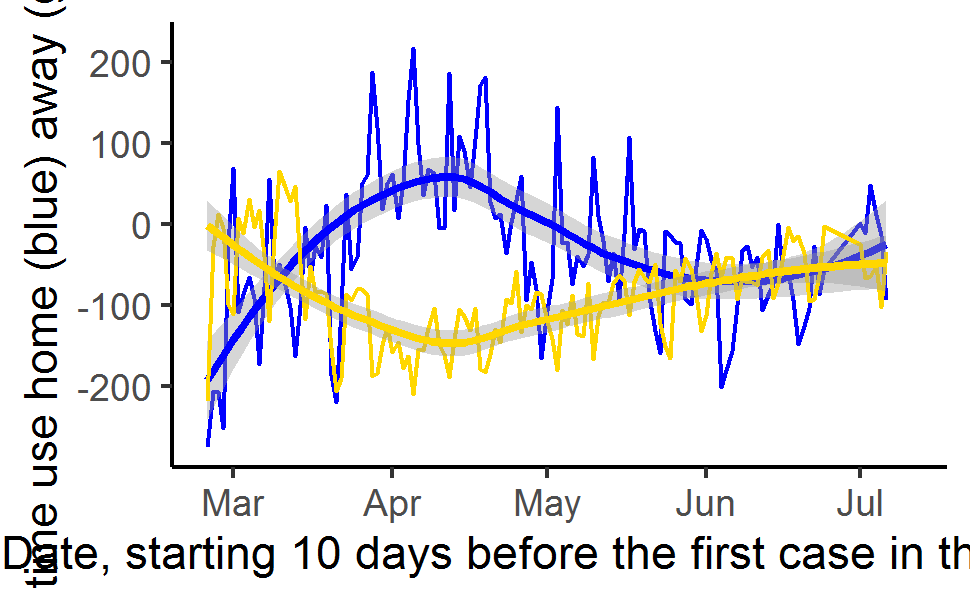 time use home (blue) away (
200
100
0
-100
-200
Mar Apr May Jun Jul
Date, starting 10 days before the first case in th